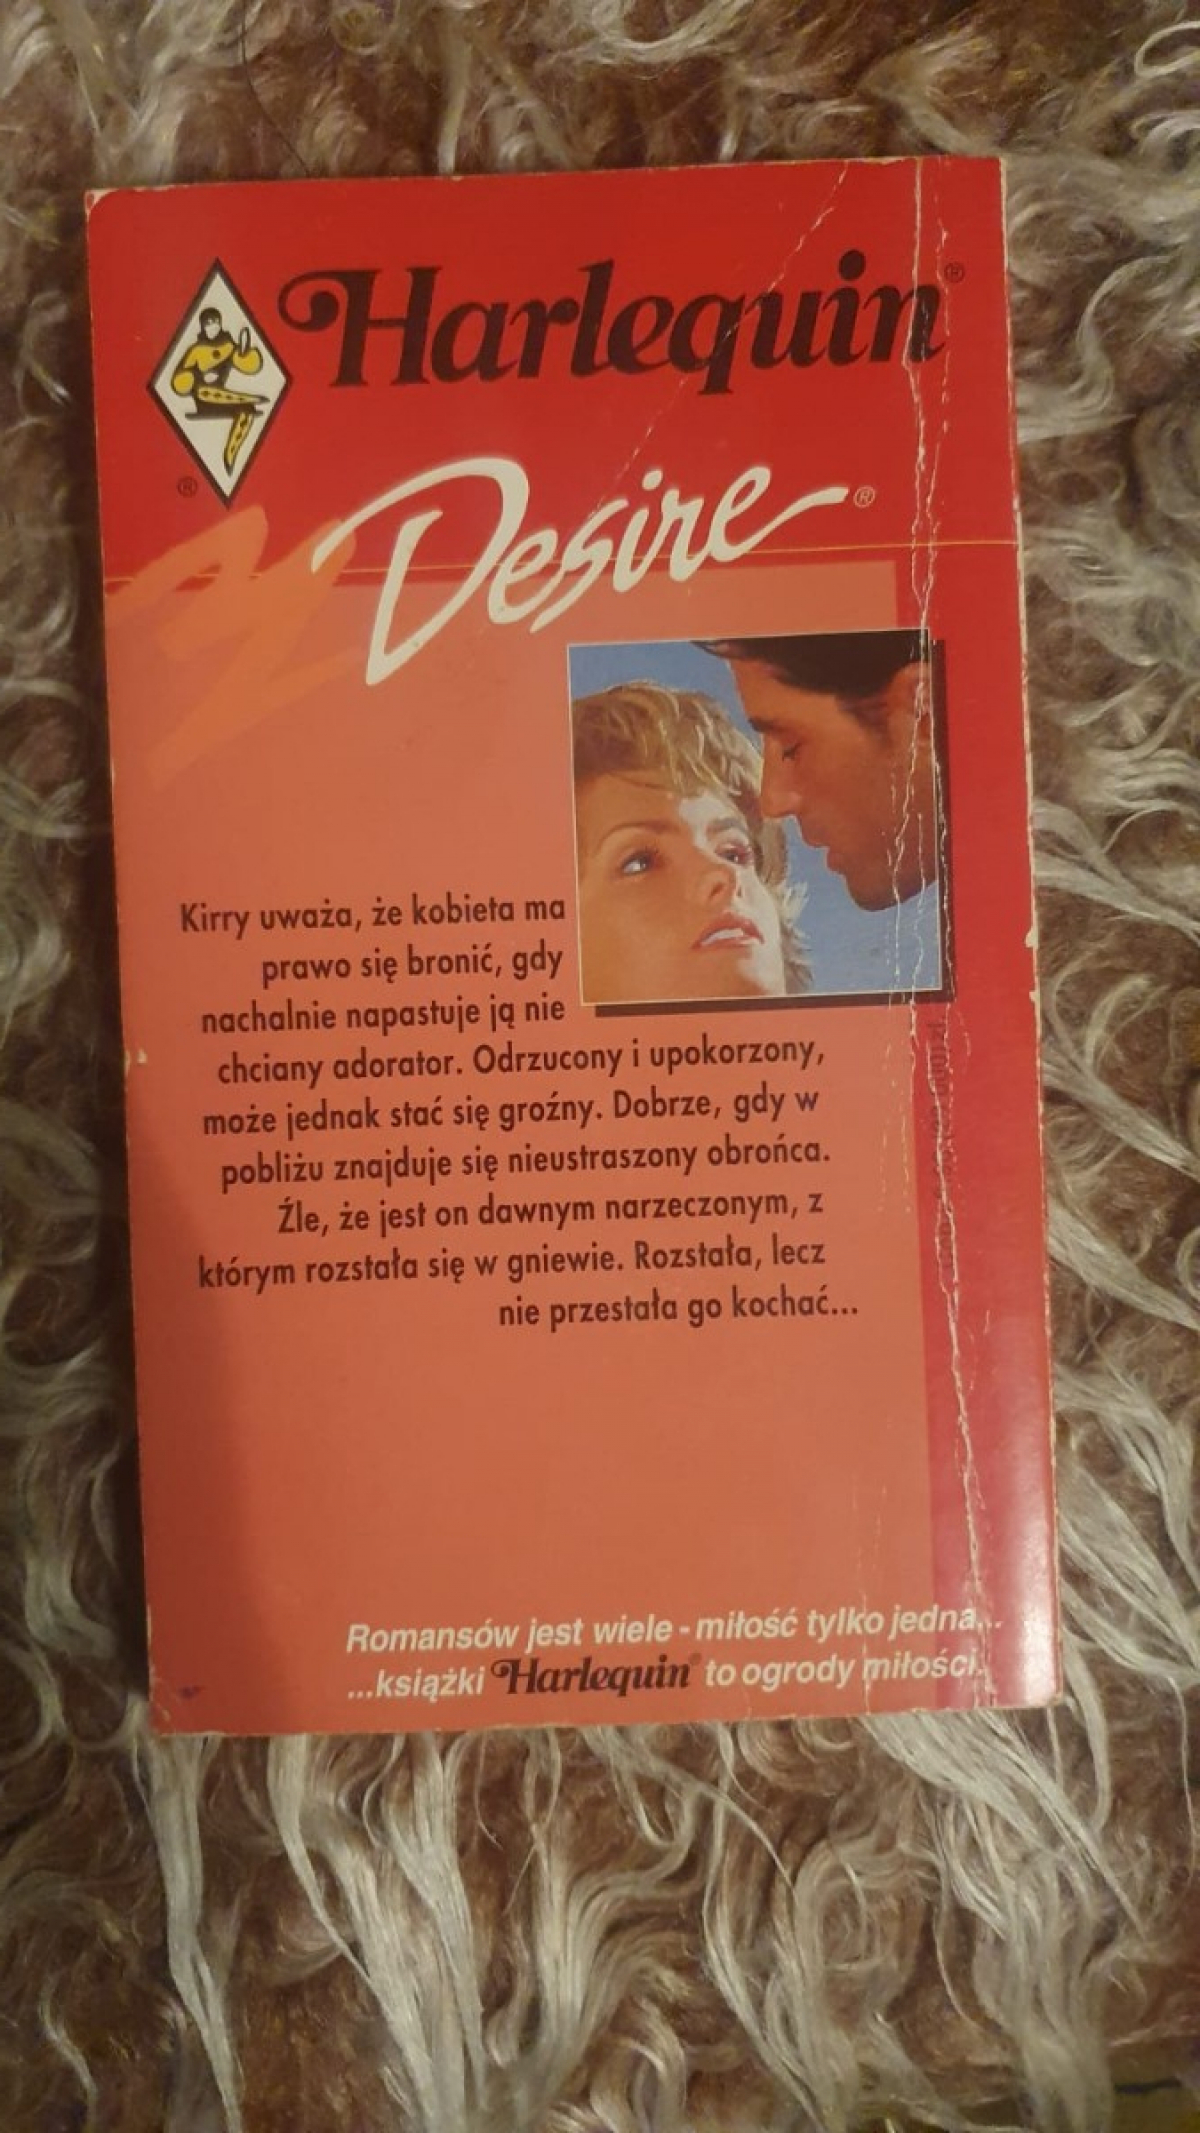 Harlequin®
®
Desire®
Kirry uważa, że kobieta ma
prawo się bronić, gdy
nachalnie napastuje ją nie
chciany adorator. Odrzucony i upokorzony,
może jednak stać się groźny. Dobrze, gdy w
pobliżu znajduje się nieustraszony obrońca.
Źle, że jest on dawnym narzeczonym, z
którym rozstała się w gniewie. Rozstała, lecz
nie przestała go kochać...
Romansów jest wiele - miłość tylko jedna...
...książki Harlequin® to ogrody miłości.